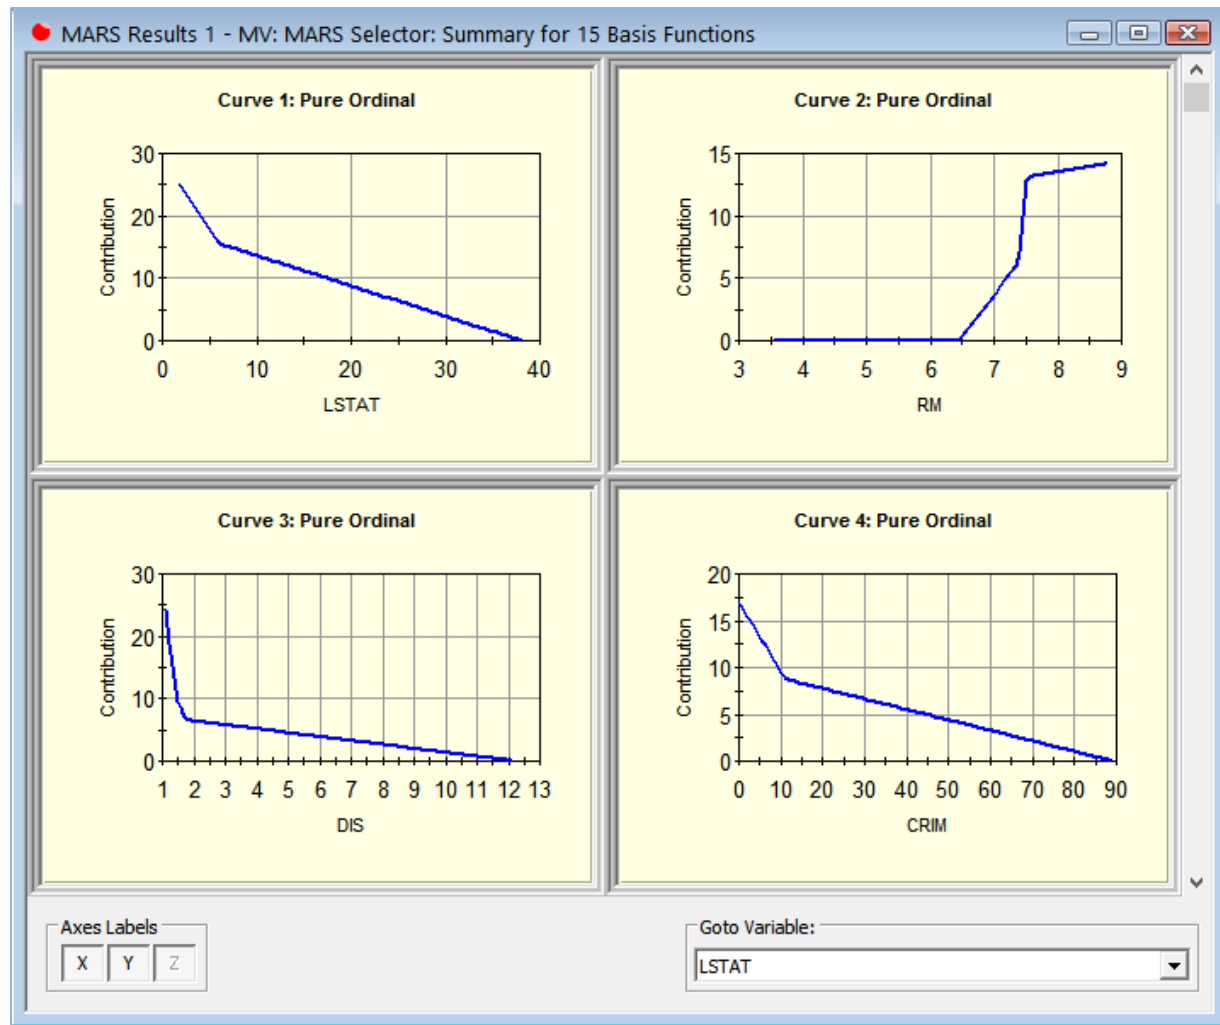 MARS Results 1 - MV: MARS Selector: Summary for 15 Basis Functions
Curve 1: Pure Ordinal
30
20
10
0
Contribution
0 10 20 30 40
LSTAT
Curve 2: Pure Ordinal
15
10
5
0
Contribution
3 4 5 6 7 8 9
RM
Curve 3: Pure Ordinal
30
20
10
0
Contribution
1 2 3 4 5 6 7 8 9 10 11 12 13
DIS
Curve 4: Pure Ordinal
20
15
10
5
0
Contribution
0 10 20 30 40 50 60 70 80 90
CRIM
Axes Labels
X Y Z
Goto Variable:
LSTAT